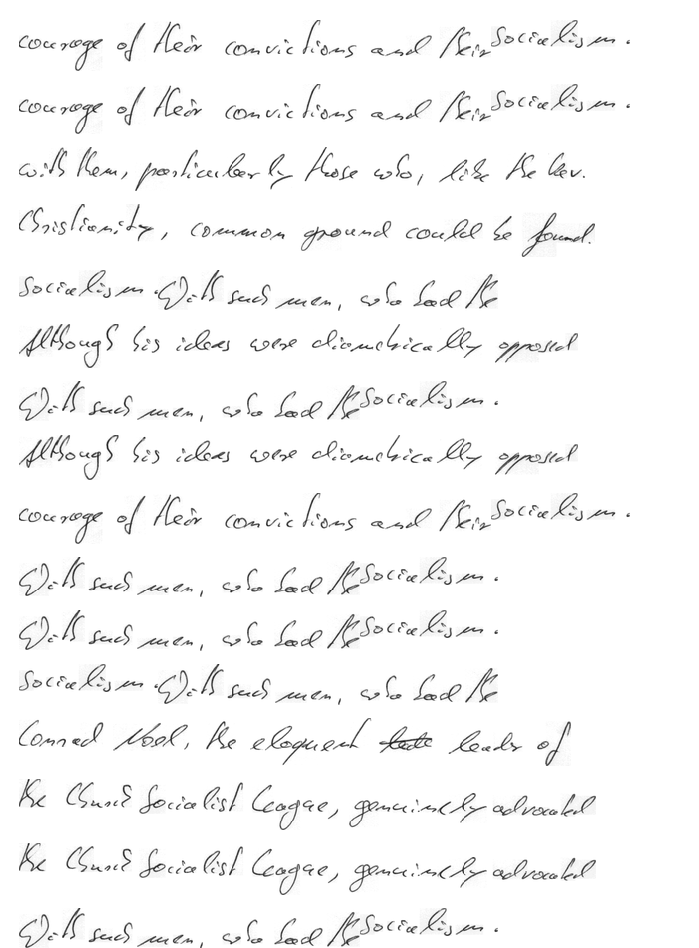 courage of their convictions and their Socialism.
courage of their convictions and their Socialism.
with them, particularly those who, like the Rev.
Christianity, common ground could be found.
Socialism. With such men, who had the
Although his ideas were diametrically opposed
With such men, who had the Socialism.
Although his ideas were diametrically opposed
courage of their convictions and their Socialism.
With such men, who had the Socialism.
With such men, who had the Socialism.
Socialism. With such men, who had the
Conrad Noel, the eloquent leader of
the Church Socialist League, genuinely advocated
the Church Socialist League, genuinely advocated
With such men, who had the Socialism.